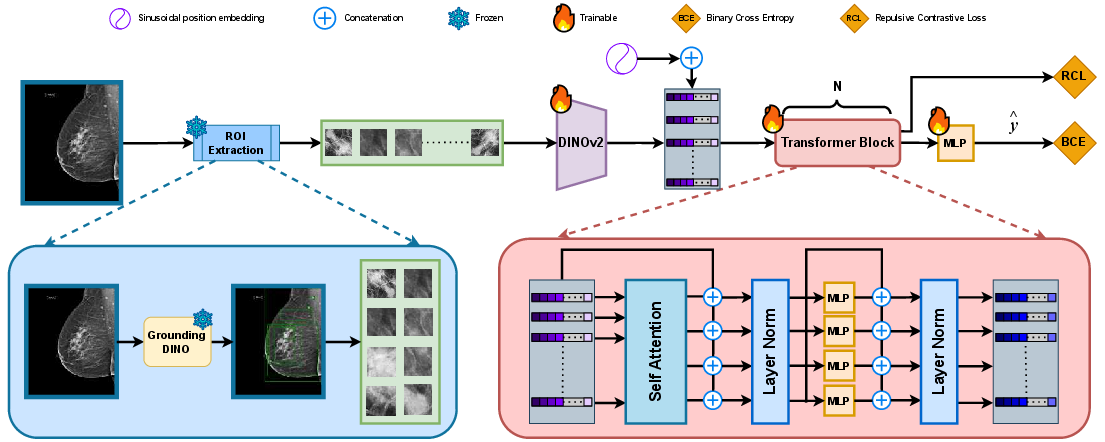 Sinusoidal position embedding
Concatenation
Frozen
Trainable
BCE
Binary Cross Entropy
RCL
Repulsive Contrastive Loss
N
RCL
ROI
Extraction
DINOv2
Transformer Block
MLP
ŷ
BCE
Grounding
DINO
Self Attention
Layer Norm
MLP
MLP
MLP
MLP
Layer Norm